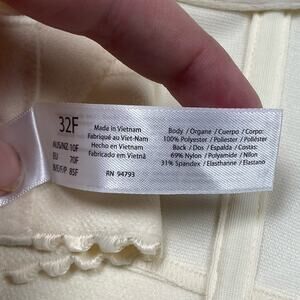 32F
AUS/NZ 10F
EU 70F
B/E/F/P 85F
Made in Vietnam
Fabriqué au Viet-Nam
Hecho en Vietnam
Fabricado em Vietnã
RN 94793
Body / Organe / Cuerpo / Corpo:
100% Polyester / Poliéster / Poliéster
Back / Dos / Espalda / Costas:
69% Nylon / Polyamide / Nilon
31% Spandex / Elasthanne / Elastano